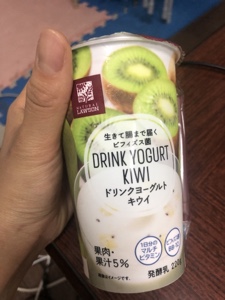 NATURAL
LAWSON
生きて腸まで届く
ビフィズス菌
DRINK YOGURT
KIWI
ドリンクヨーグルト
キウイ
果肉・
果汁5%
1日分の
マルチ
ビタミン
発酵乳